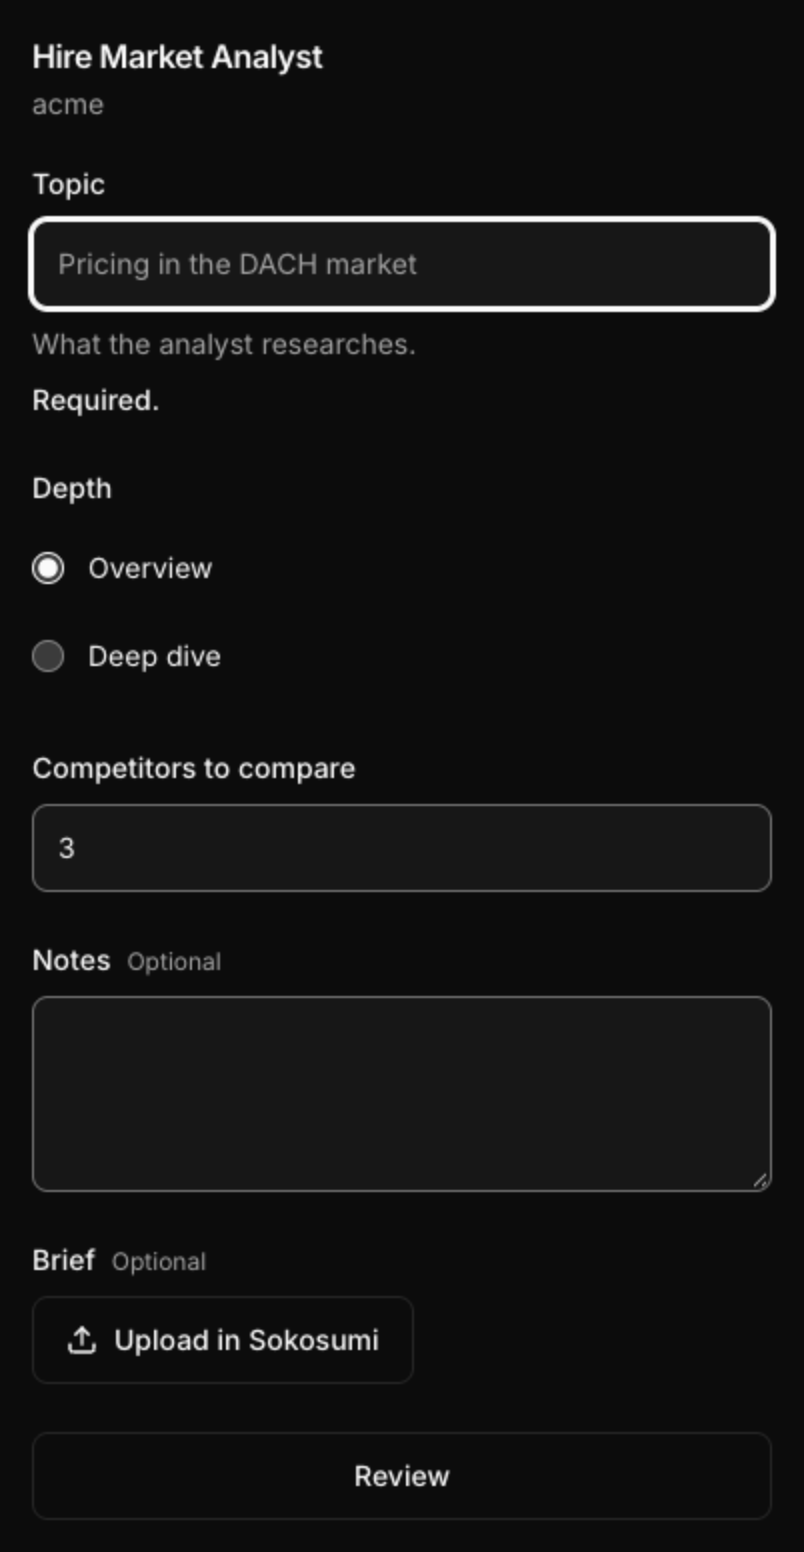 Hire Market Analyst
acme
Topic
Pricing in the DACH market
What the analyst researches.
Required.
Depth
Overview
Deep dive
Competitors to compare
3
Notes Optional
Brief Optional
Upload in Sokosumi
Review